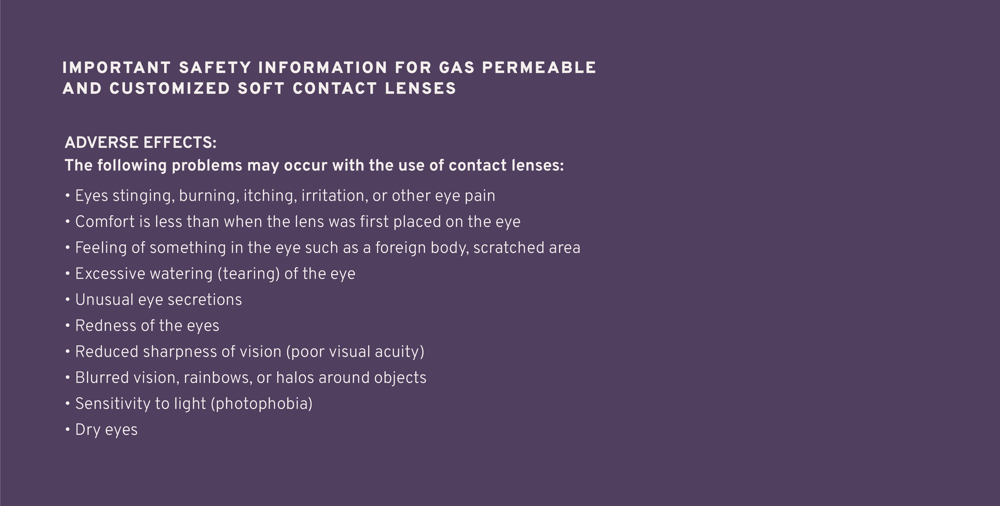 IMPORTANT SAFETY INFORMATION FOR GAS PERMEABLE
AND CUSTOMIZED SOFT CONTACT LENSES
ADVERSE EFFECTS:
The following problems may occur with the use of contact lenses:
• Eyes stinging, burning, itching, irritation, or other eye pain
• Comfort is less than when the lens was first placed on the eye
• Feeling of something in the eye such as a foreign body, scratched area
• Excessive watering (tearing) of the eye
• Unusual eye secretions
• Redness of the eyes
• Reduced sharpness of vision (poor visual acuity)
• Blurred vision, rainbows, or halos around objects
• Sensitivity to light (photophobia)
• Dry eyes